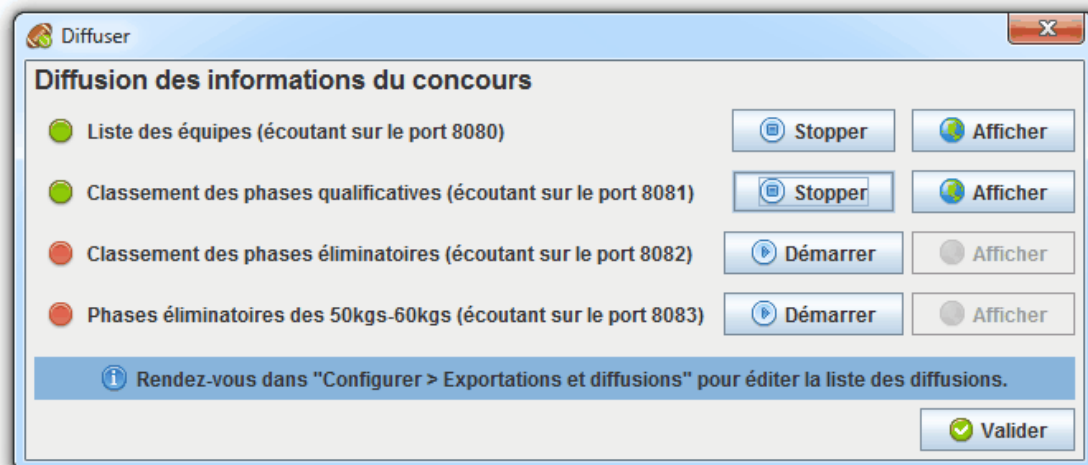 Diffuser
Diffusion des informations du concours
Liste des équipes (écoutant sur le port 8080) Stopper Afficher
Classement des phases qualificatives (écoutant sur le port 8081) Stopper Afficher
Classement des phases éliminatoires (écoutant sur le port 8082) Démarrer Afficher
Phases éliminatoires des 50kgs-60kgs (écoutant sur le port 8083) Démarrer Afficher
Rendez-vous dans "Configurer > Exportations et diffusions" pour éditer la liste des diffusions.
Valider